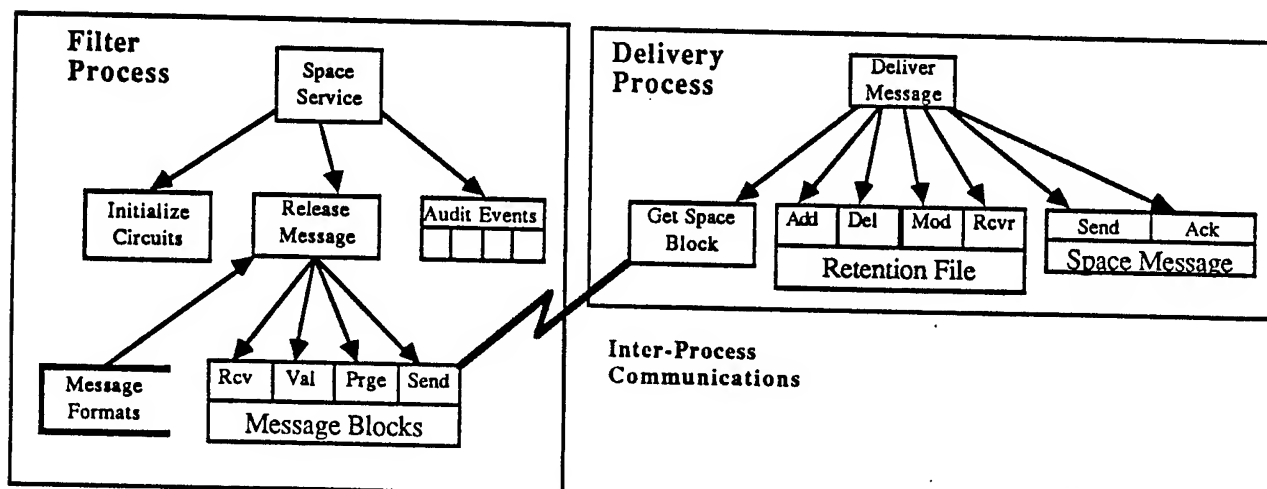 Filter
Process
Space
Service
Initialize
Circuits
Release
Message
Audit Events
Message
Formats
Rcv
Val
Prge
Send
Message Blocks
Delivery
Process
Deliver
Message
Get Space
Block
Add
Del
Mod
Rcvr
Retention File
Send
Ack
Space Message
Inter-Process
Communications